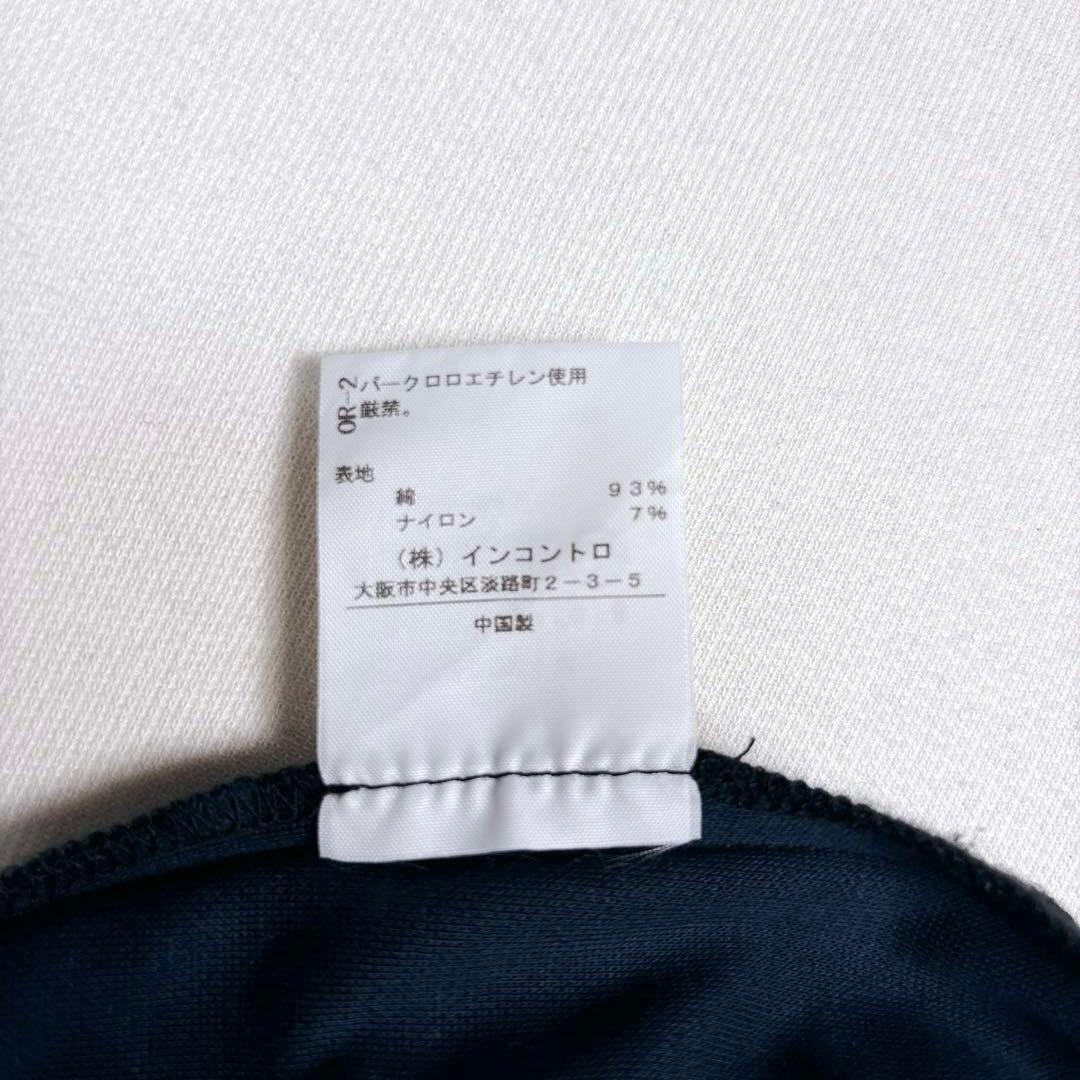 OR-2
パークロロエチレン使用
厳禁。
表地
綿 93%
ナイロン 7%
(株)インコントロ
大阪市中央区淡路町2-3-5
中国製